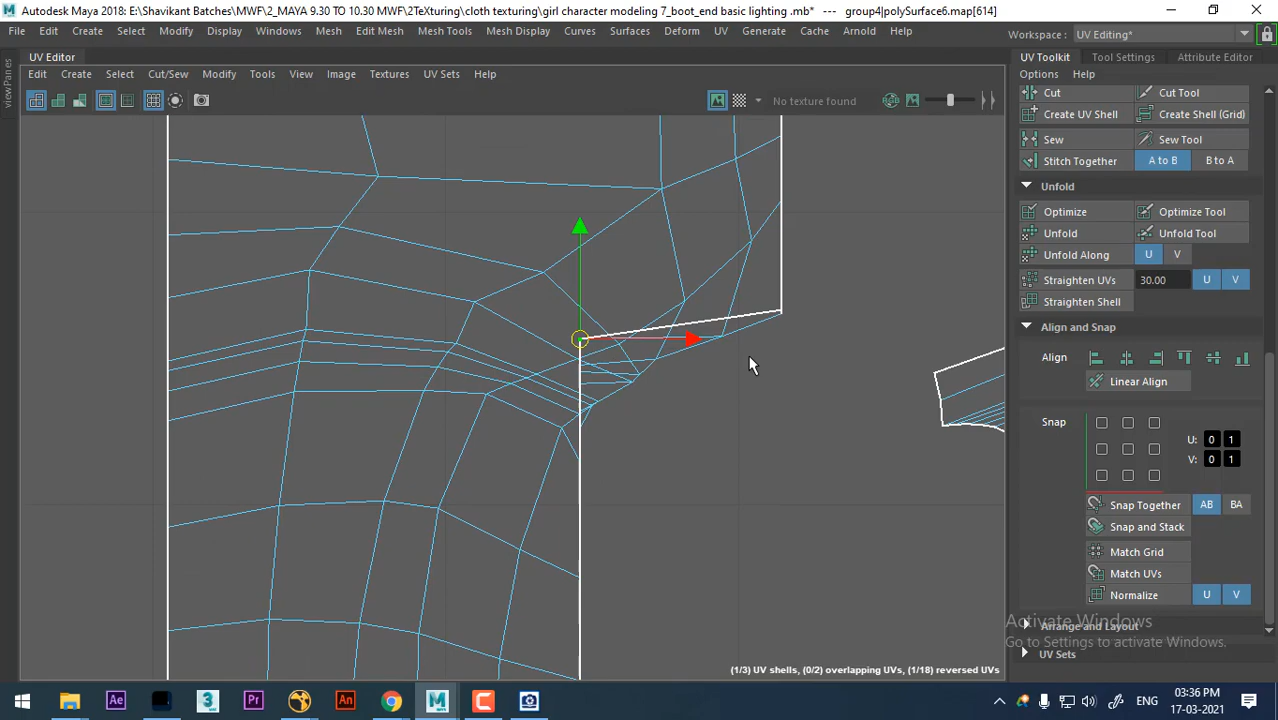 Autodesk Maya 2018: E:\Shavikant Batches\MWF\2_MAYA 9.30 TO 10.30 MWF\2TeXturing\cloth texturing\girl character modeling 7_boot_end basic lighting .mb* --- group4|polySurface6.map[614]
File Edit Create Select Modify Display Windows Mesh Edit Mesh Mesh Tools Mesh Display Curves Surfaces Deform UV Generate Cache Arnold Help Workspace : UV Editing*
viewPanes
UV Editor
UV Toolkit Tool Settings Attribute Editor
Edit Create Select Cut/Sew Modify Tools View Image Textures UV Sets Help
Options Help
No texture found
Cut Cut Tool
Create UV Shell Create Shell (Grid)
Sew Sew Tool
Stitch Together A to B B to A
Unfold
Optimize Optimize Tool
Unfold Unfold Tool
Unfold Along U V
Straighten UVs 30.00 U V
Straighten Shell
Align and Snap
Align
Linear Align
Snap
U: 0 1
V: 0 1
Snap Together AB BA
Snap and Stack
Match Grid
Match UVs
Normalize U V
Arrange and Layout
UV Sets
Activate Windows
Go to Settings to activate Windows.
(1/3) UV shells, (0/2) overlapping UVs, (1/18) reversed UVs
Ae 3 Pr An M
ENG
03:36 PM
17-03-2021